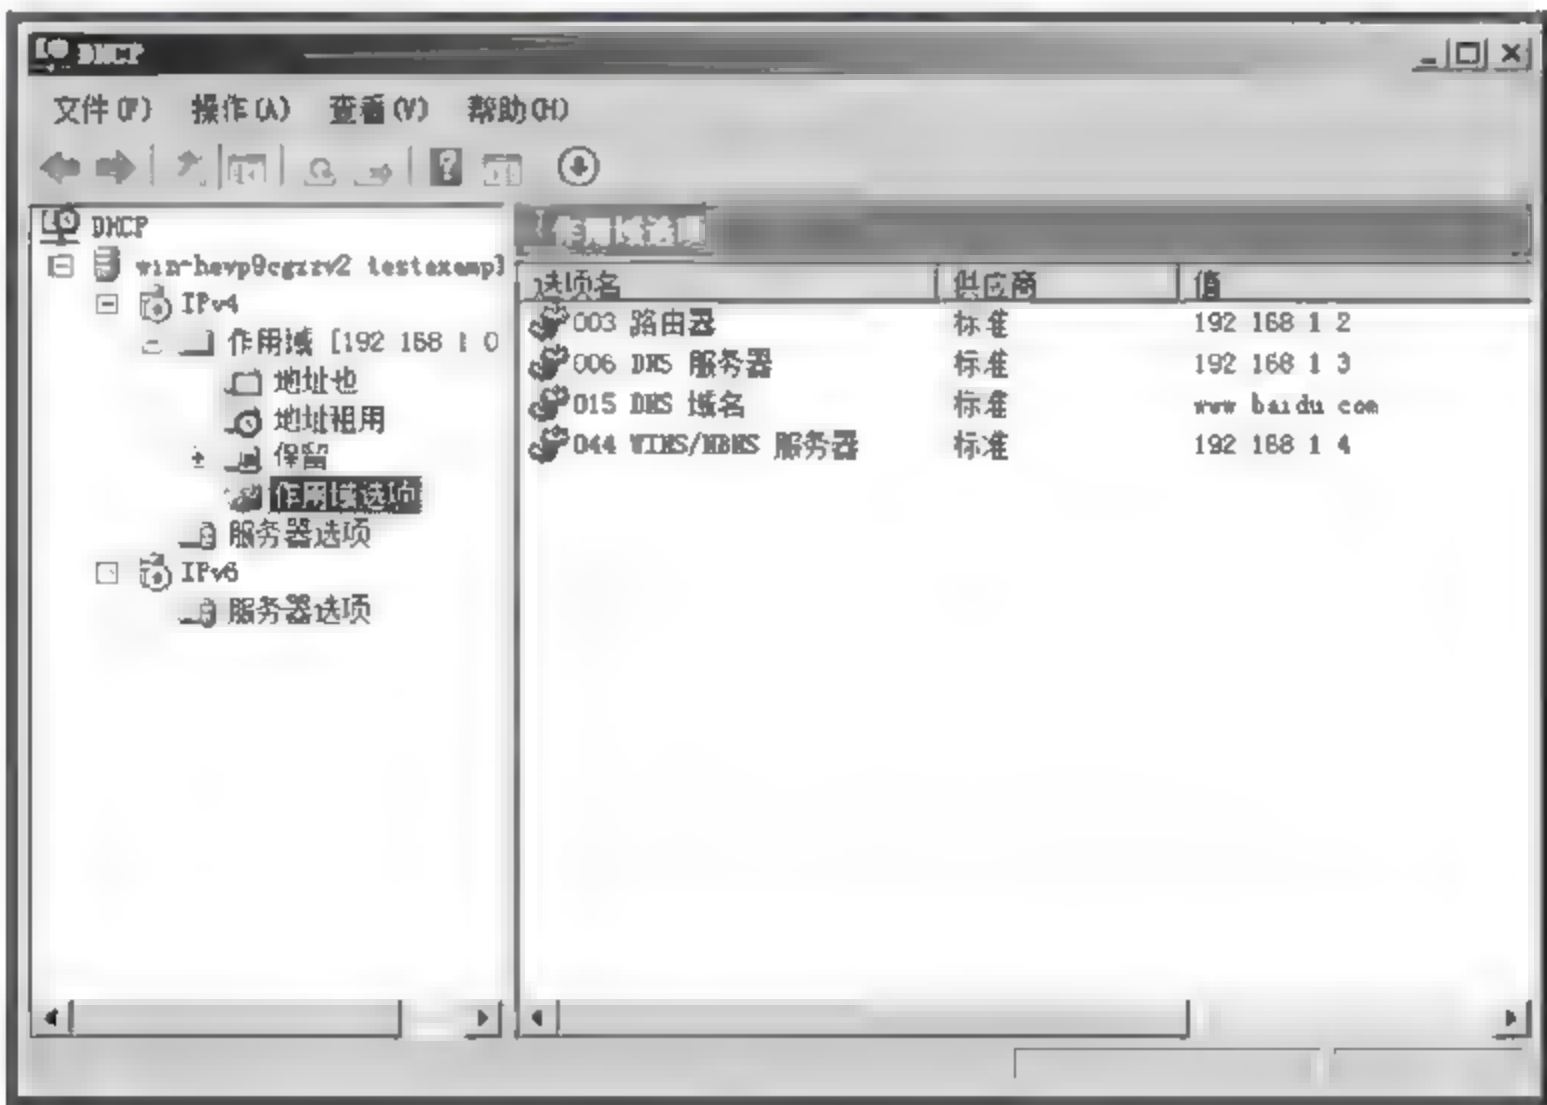 DHCP
文件(F) 操作(A) 查看(V) 帮助(H)
DHCP
IPv4
作用域 [192 168 1 0
地址池
地址租用
保留
作用域选项
服务器选项
IPv6
服务器选项
作用域选项
选项名 供应商 值
003 路由器 标准 192 168 1 2
006 DNS 服务器 标准 192 168 1 3
015 DNS 域名 标准 www baidu com
044 WINS/NBNS 服务器 标准 192 168 1 4